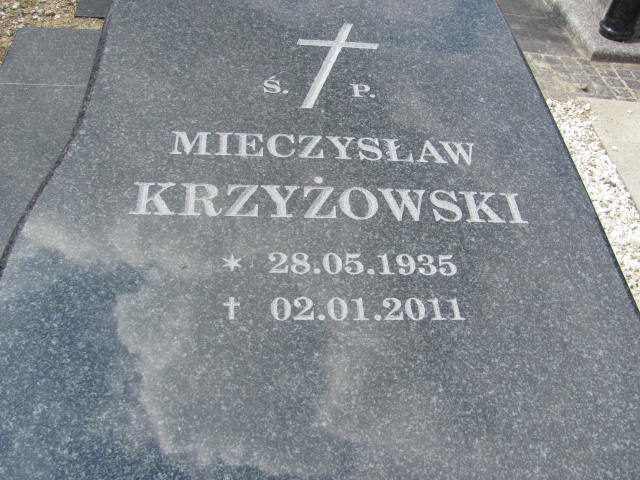 Ś. P.
MIECZYSŁAW
KRZYŻOWSKI
* 28.05.1935
† 02.01.2011